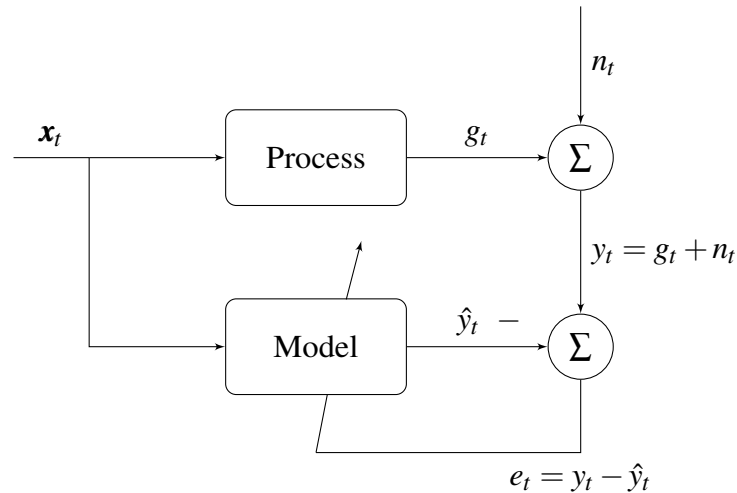 n_t
𝒙_t
Process
g_t
Σ
y_t = g_t + n_t
Model
ŷ_t −
Σ
e_t = y_t − ŷ_t